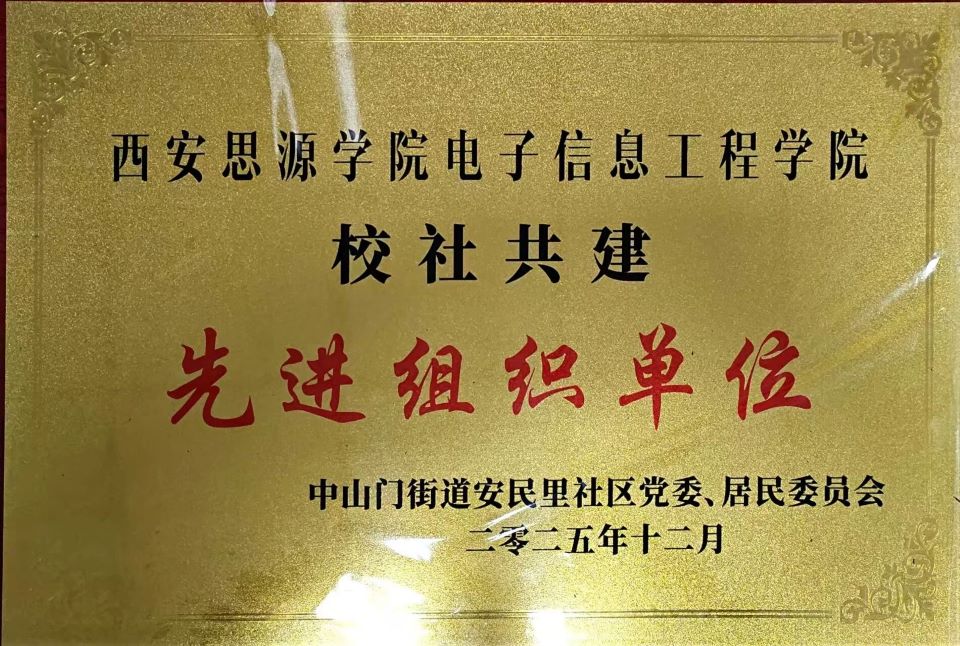 西安思源学院电子信息工程学院
校社共建
先进组织单位
中山门街道安民里社区党委、居民委员会
二零二五年十二月